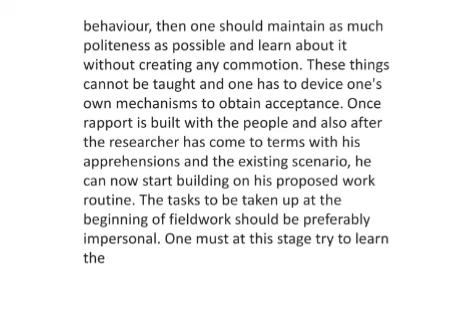 behaviour, then one should maintain as much
politeness as possible and learn about it
without creating any commotion. These things
cannot be taught and one has to device one's
own mechanisms to obtain acceptance. Once
rapport is built with the people and also after
the researcher has come to terms with his
apprehensions and the existing scenario, he
can now start building on his proposed work
routine. The tasks to be taken up at the
beginning of fieldwork should be preferably
impersonal. One must at this stage try to learn
the